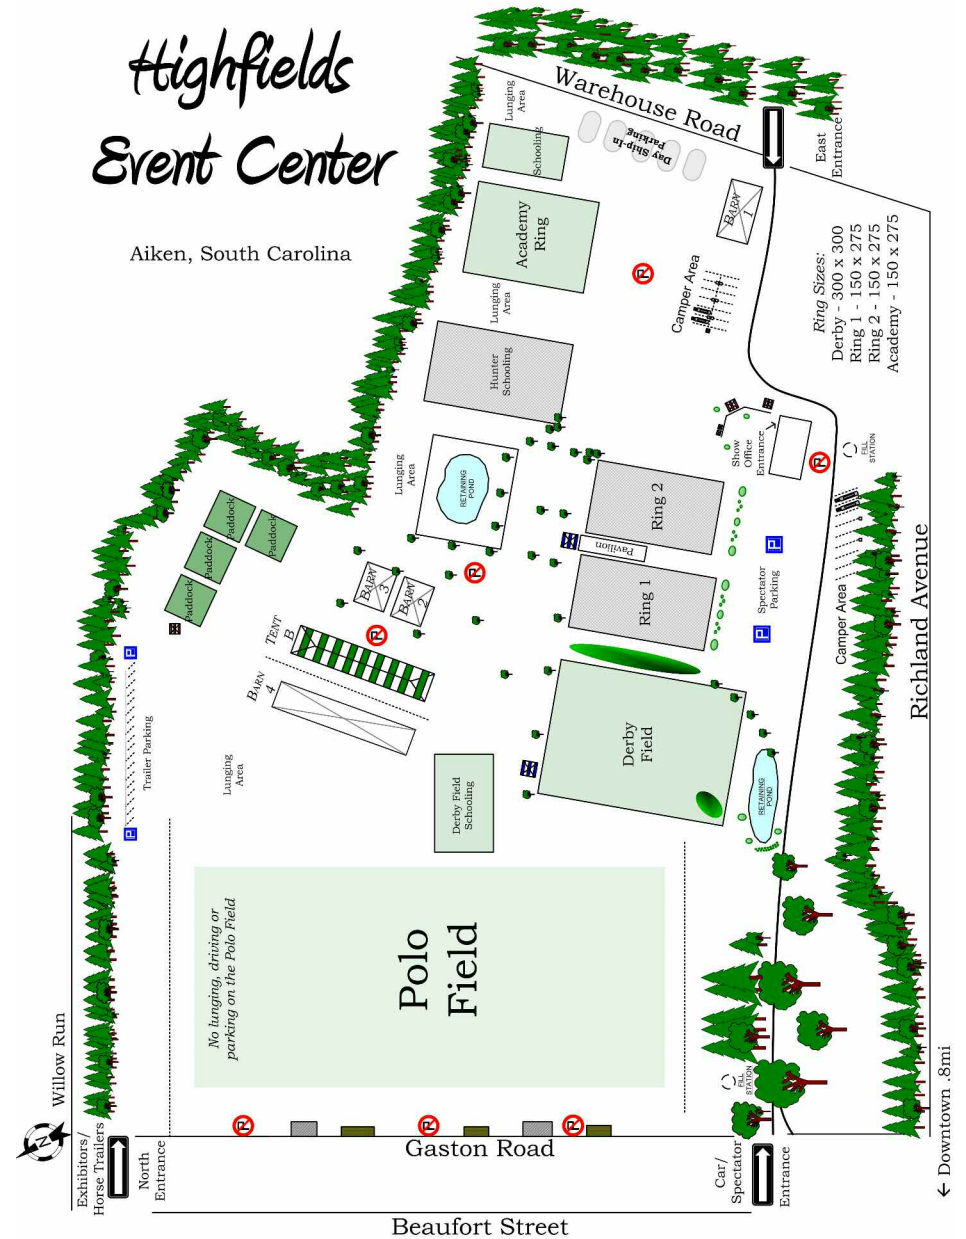 Highfields
Event Center
Aiken, South Carolina
Warehouse Road
Lunging
Area
Schooling
Day Ship-In
Parking
East
Entrance
Academy
Ring
BARN
1
Camper Area
Ring Sizes:
Derby - 300 x 300
Ring 1 - 150 x 275
Ring 2 - 150 x 275
Academy - 150 x 275
Lunging
Area
Hunter
Schooling
Show
Office
Entrance
FILL
STATION
Lunging
Area
RETAINING
POND
Ring 2
Pavilion
Paddock
Paddock
Paddock
Paddock
BARN
3
BARN
2
Ring 1
P
Spectator
Parking
P
Camper Area
Richland Avenue
TENT
B
BARN
4
P
Trailer Parking
P
Lunging
Area
Derby Field
Schooling
Derby
Field
RETAINING
POND
No lunging, driving or
parking on the Polo Field
Polo
Field
FILL
STATION
Willow Run
N
Exhibitors/
Horse Trailers
North
Entrance
Gaston Road
Car/
Spectator
Entrance
Beaufort Street
← Downtown .8mi